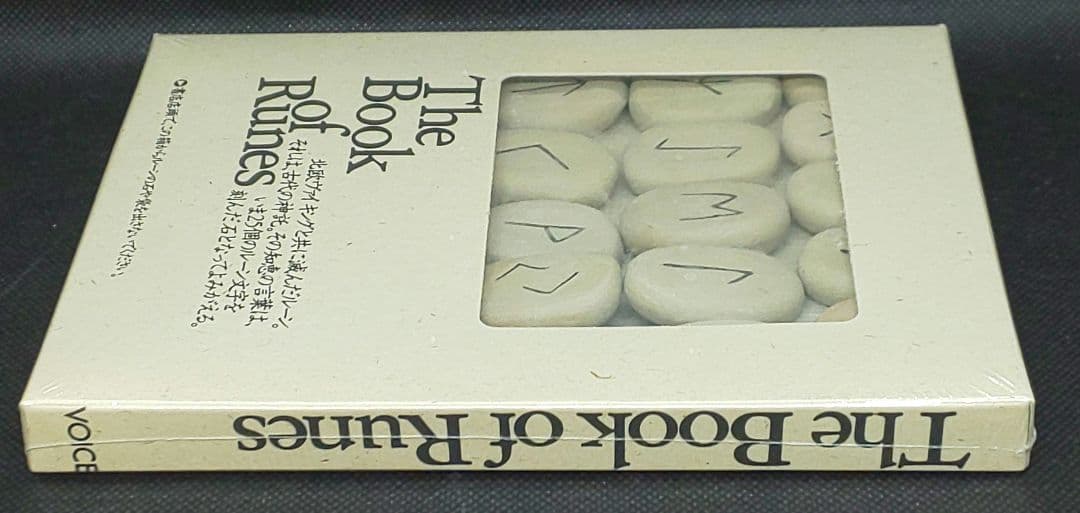 The
Book
of
Runes
北欧ヴァイキングと共に滅んだルーン。
それは、古代の神託。その知恵の言葉は、
いま25個のルーン文字を
刻んだ石となってよみがえる。
The Book of Runes
VOICE